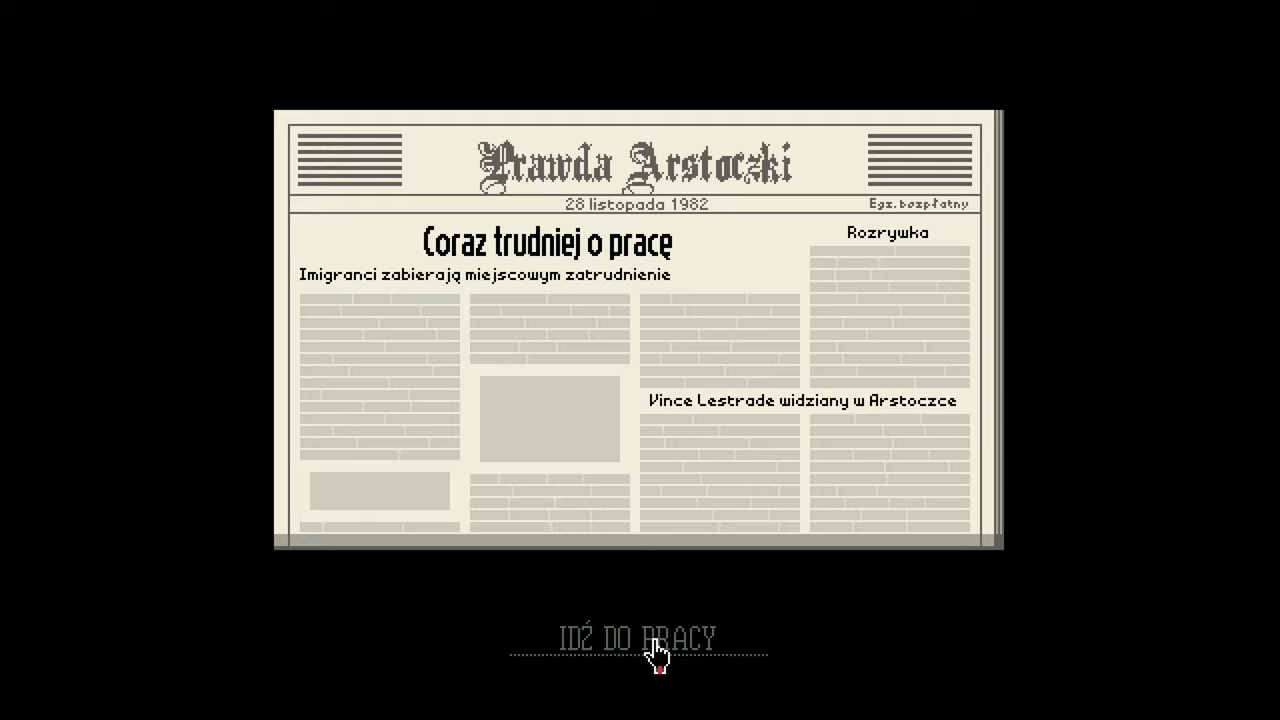 Prawda Arstoczki
28 listopada 1982
Egz. bezpłatny
Coraz trudniej o pracę
Imigranci zabierają miejscowym zatrudnienie
Rozrywka
Vince Lestrade widziany w Arstoczce
IDŹ DO PRACY